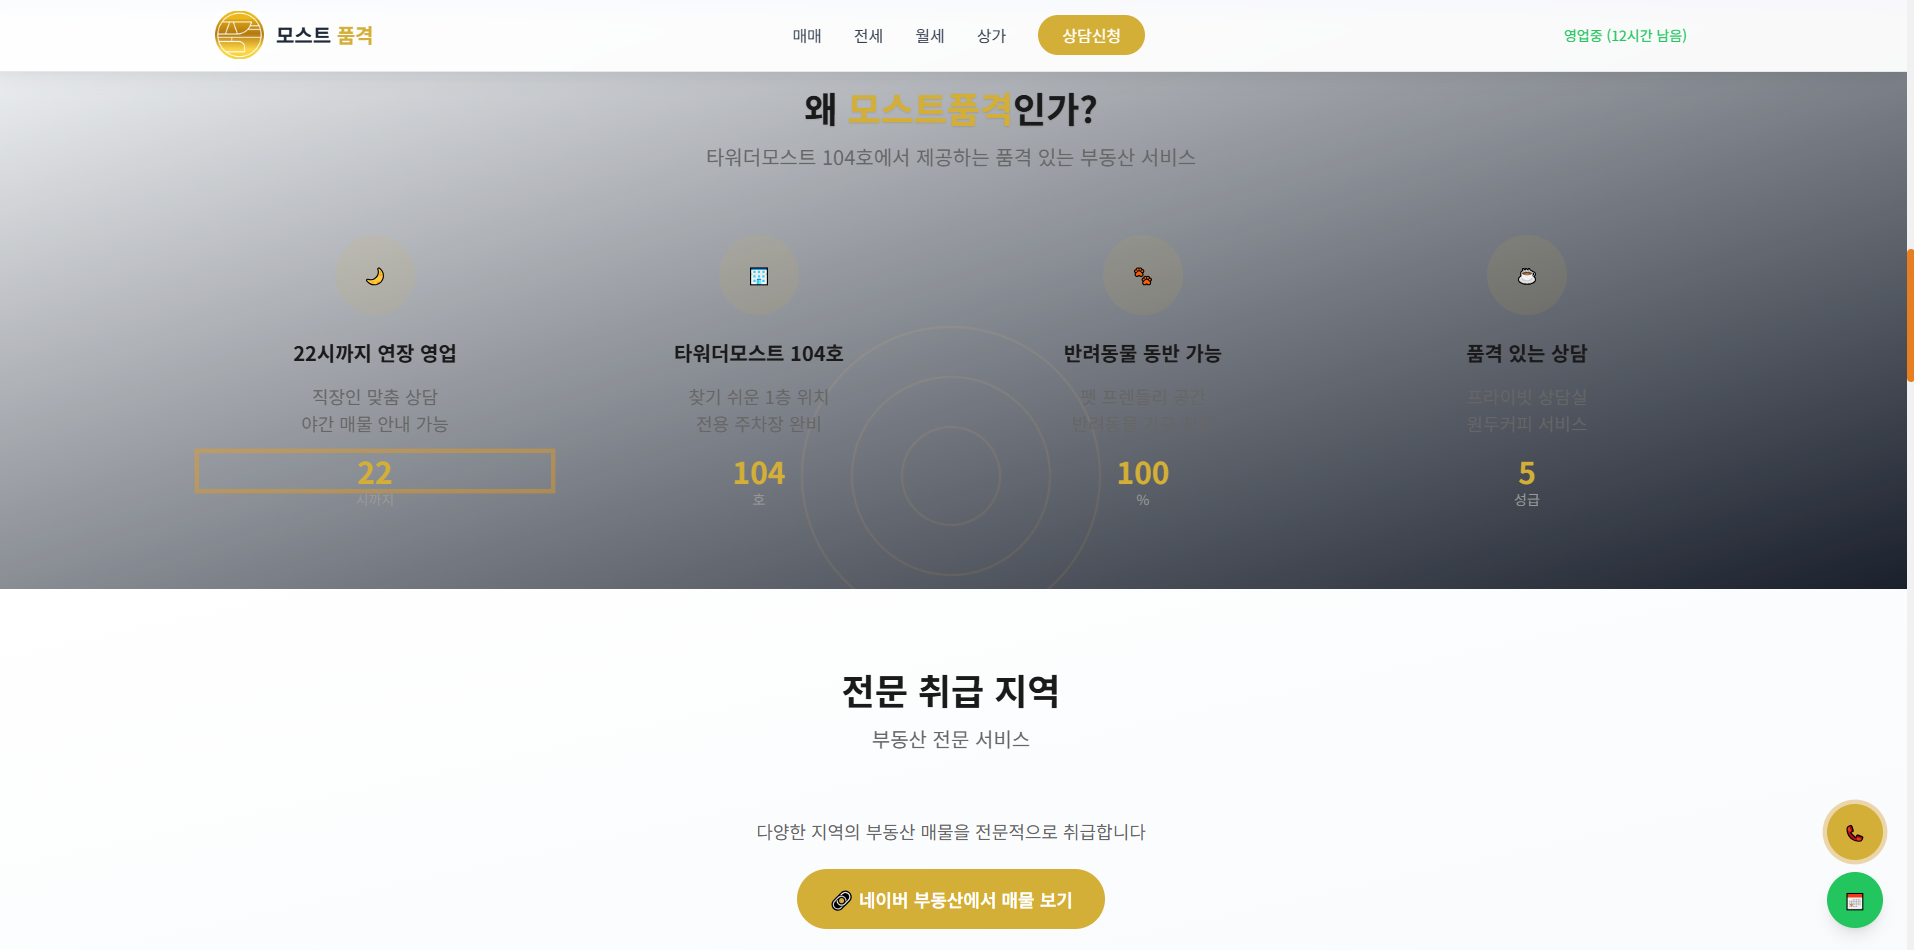 모스트 품격
매매
전세
월세
상가
상담신청
영업중 (12시간 남음)
왜 모스트품격인가?
타워더모스트 104호에서 제공하는 품격 있는 부동산 서비스
22시까지 연장 영업
직장인 맞춤 상담
야간 매물 안내 가능
22
시까지
타워더모스트 104호
찾기 쉬운 1층 위치
전용 주차장 완비
104
호
반려동물 동반 가능
펫 프렌들리 공간
반려동물
100
%
품격 있는 상담
프라이빗 상담실
원두커피 서비스
5
성급
전문 취급 지역
부동산 전문 서비스
다양한 지역의 부동산 매물을 전문적으로 취급합니다
네이버 부동산에서 매물 보기